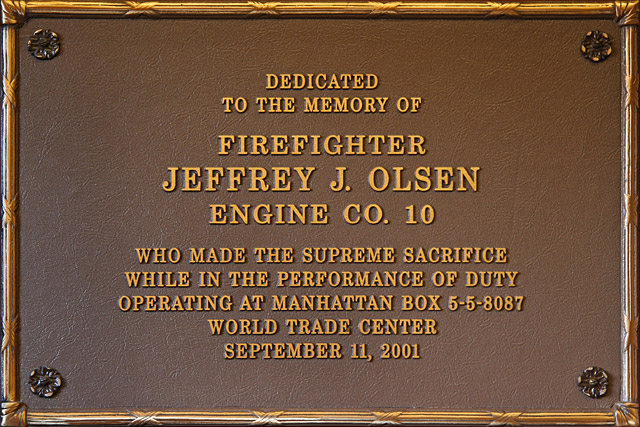 DEDICATED
TO THE MEMORY OF
FIREFIGHTER
JEFFREY J. OLSEN
ENGINE CO. 10
WHO MADE THE SUPREME SACRIFICE
WHILE IN THE PERFORMANCE OF DUTY
OPERATING AT MANHATTAN BOX 5-5-8087
WORLD TRADE CENTER
SEPTEMBER 11, 2001